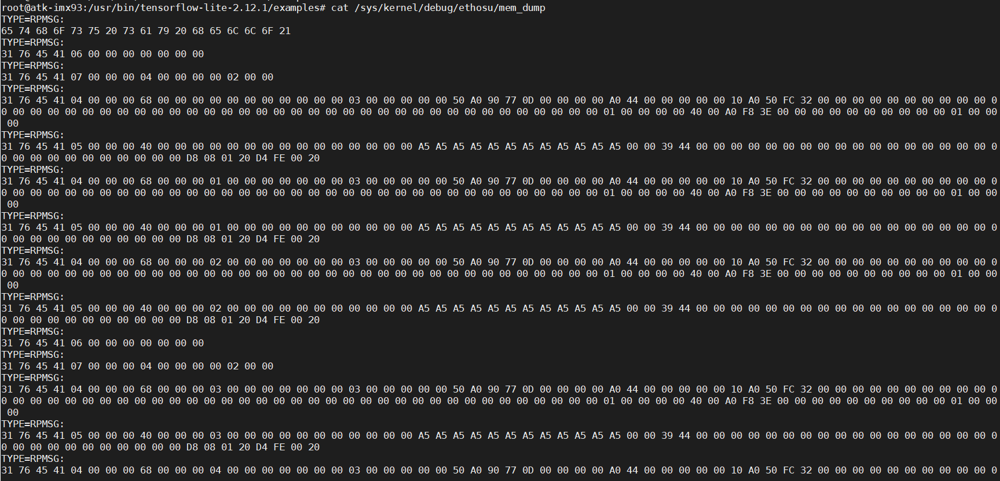 root@atk-imx93:/usr/bin/tensorflow-lite-2.12.1/examples# cat /sys/kernel/debug/ethosu/mem_dump
TYPE=RPMSG:
65 74 68 6F 73 75 20 73 61 79 20 68 65 6C 6C 6F 21
TYPE=RPMSG:
31 76 45 41 06 00 00 00 00 00 00 00
TYPE=RPMSG:
31 76 45 41 07 00 00 00 04 00 00 00 00 02 00 00
TYPE=RPMSG:
31 76 45 41 04 00 00 00 68 00 00 00 00 00 00 00 00 00 00 00 03 00 00 00 00 00 50 A0 90 77 0D 00 00 00 00 A0 44 00 00 00 00 00 10 A0 50 FC 32 00 00 00 00 00 00 00 00 00 00 0
0 00 00 00 00 00 00 00 00 00 00 00 00 00 00 00 00 00 00 00 00 00 00 00 00 00 00 00 00 00 00 00 00 00 00 01 00 00 00 00 40 00 A0 F8 3E 00 00 00 00 00 00 00 00 00 00 01 00 00
 00
TYPE=RPMSG:
31 76 45 41 05 00 00 00 40 00 00 00 00 00 00 00 00 00 00 00 00 00 00 00 A5 A5 A5 A5 A5 A5 A5 A5 A5 A5 A5 A5 00 00 39 44 00 00 00 00 00 00 00 00 00 00 00 00 00 00 00 00 00 0
0 00 00 00 00 00 00 00 00 00 00 D8 08 01 20 D4 FE 00 20
TYPE=RPMSG:
31 76 45 41 04 00 00 00 68 00 00 00 01 00 00 00 00 00 00 00 03 00 00 00 00 00 50 A0 90 77 0D 00 00 00 00 A0 44 00 00 00 00 00 10 A0 50 FC 32 00 00 00 00 00 00 00 00 00 00 0
0 00 00 00 00 00 00 00 00 00 00 00 00 00 00 00 00 00 00 00 00 00 00 00 00 00 00 00 00 00 00 00 00 00 00 01 00 00 00 00 40 00 A0 F8 3E 00 00 00 00 00 00 00 00 00 00 01 00 00
 00
TYPE=RPMSG:
31 76 45 41 05 00 00 00 40 00 00 00 01 00 00 00 00 00 00 00 00 00 00 00 A5 A5 A5 A5 A5 A5 A5 A5 A5 A5 A5 A5 00 00 39 44 00 00 00 00 00 00 00 00 00 00 00 00 00 00 00 00 00 0
0 00 00 00 00 00 00 00 00 00 00 D8 08 01 20 D4 FE 00 20
TYPE=RPMSG:
31 76 45 41 04 00 00 00 68 00 00 00 02 00 00 00 00 00 00 00 03 00 00 00 00 00 50 A0 90 77 0D 00 00 00 00 A0 44 00 00 00 00 00 10 A0 50 FC 32 00 00 00 00 00 00 00 00 00 00 0
0 00 00 00 00 00 00 00 00 00 00 00 00 00 00 00 00 00 00 00 00 00 00 00 00 00 00 00 00 00 00 00 00 00 00 01 00 00 00 00 40 00 A0 F8 3E 00 00 00 00 00 00 00 00 00 00 01 00 00
 00
TYPE=RPMSG:
31 76 45 41 05 00 00 00 40 00 00 00 02 00 00 00 00 00 00 00 00 00 00 00 A5 A5 A5 A5 A5 A5 A5 A5 A5 A5 A5 A5 00 00 39 44 00 00 00 00 00 00 00 00 00 00 00 00 00 00 00 00 00 0
0 00 00 00 00 00 00 00 00 00 00 D8 08 01 20 D4 FE 00 20
TYPE=RPMSG:
31 76 45 41 06 00 00 00 00 00 00 00
TYPE=RPMSG:
31 76 45 41 07 00 00 00 04 00 00 00 00 02 00 00
TYPE=RPMSG:
31 76 45 41 04 00 00 00 68 00 00 00 03 00 00 00 00 00 00 00 03 00 00 00 00 00 50 A0 90 77 0D 00 00 00 00 A0 44 00 00 00 00 00 10 A0 50 FC 32 00 00 00 00 00 00 00 00 00 00 0
0 00 00 00 00 00 00 00 00 00 00 00 00 00 00 00 00 00 00 00 00 00 00 00 00 00 00 00 00 00 00 00 00 00 00 01 00 00 00 00 40 00 A0 F8 3E 00 00 00 00 00 00 00 00 00 00 01 00 00
 00
TYPE=RPMSG:
31 76 45 41 05 00 00 00 40 00 00 00 03 00 00 00 00 00 00 00 00 00 00 00 A5 A5 A5 A5 A5 A5 A5 A5 A5 A5 A5 A5 00 00 39 44 00 00 00 00 00 00 00 00 00 00 00 00 00 00 00 00 00 0
0 00 00 00 00 00 00 00 00 00 00 D8 08 01 20 D4 FE 00 20
TYPE=RPMSG:
31 76 45 41 04 00 00 00 68 00 00 00 04 00 00 00 00 00 00 00 03 00 00 00 00 00 50 A0 90 77 0D 00 00 00 00 A0 44 00 00 00 00 00 10 A0 50 FC 32 00 00 00 00 00 00 00 00 00 00 0